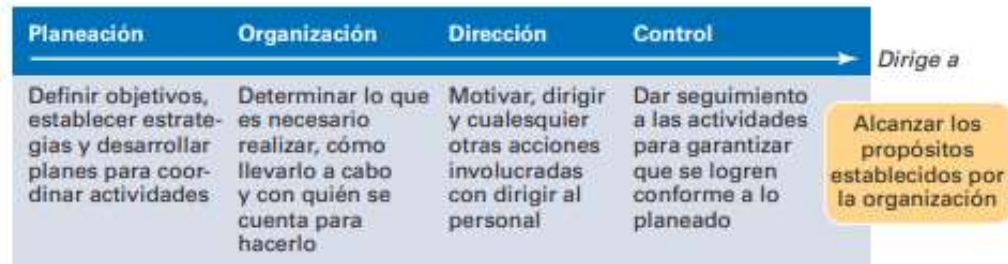 Planeación
Definir objetivos,
establecer estrate-
gias y desarrollar
planes para coor-
dinar actividades
Organización
Determinar lo que
es necesario
realizar, cómo
llevarlo a cabo
y con quién se
cuenta para
hacerlo
Dirección
Motivar, dirigir
y cualesquier
otras acciones
involucradas
con dirigir al
personal
Control
Dar seguimiento
a las actividades
para garantizar
que se logren
conforme a lo
planeado
Dirige a
Alcanzar los
propósitos
establecidos por
la organización